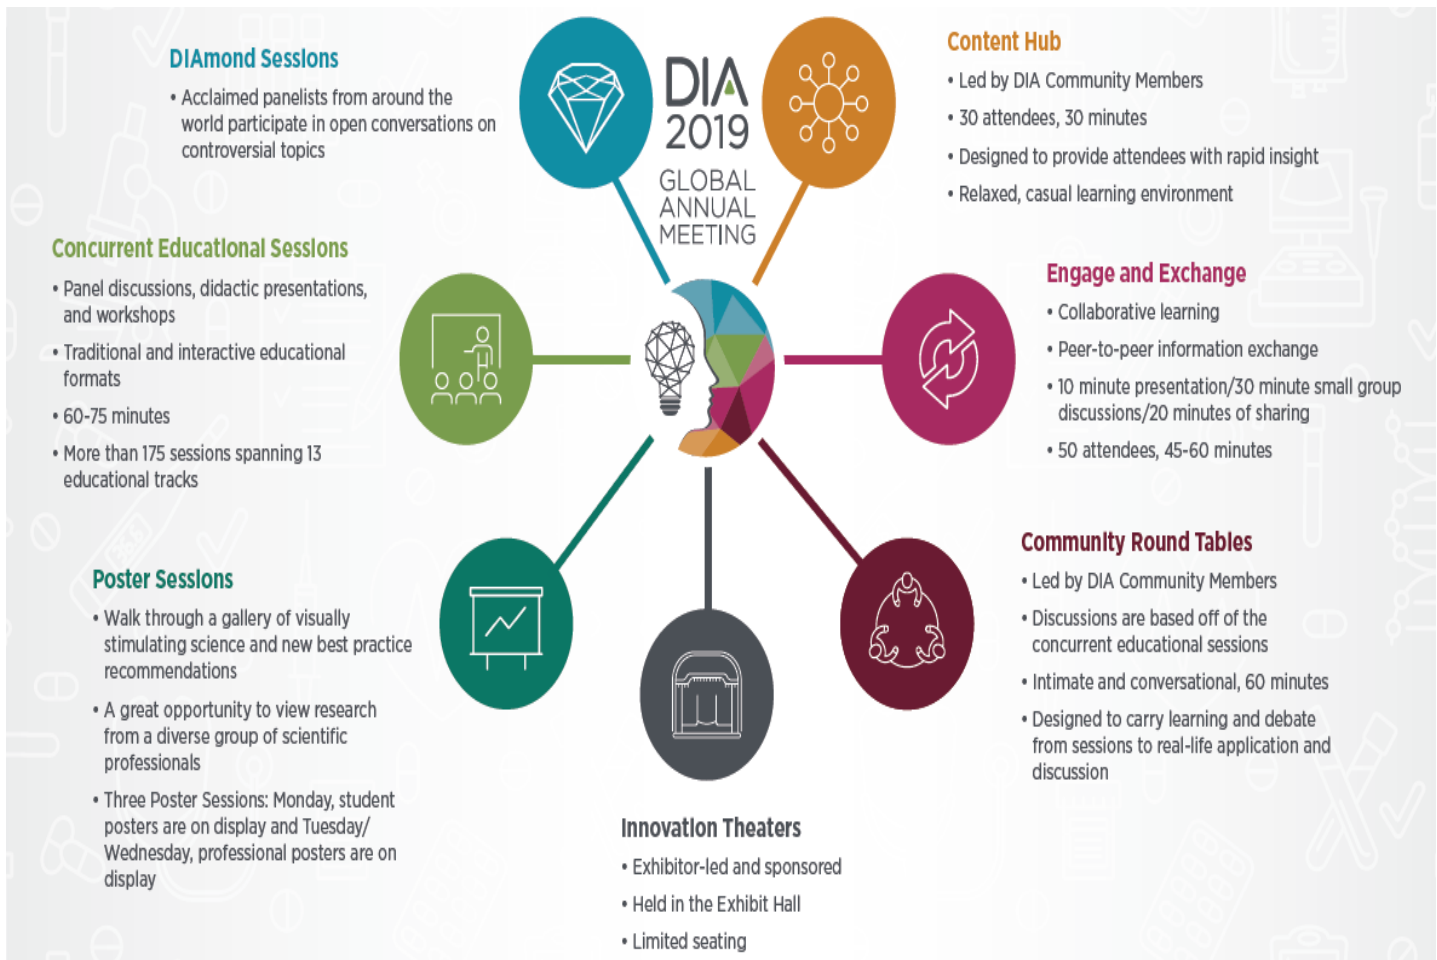 DIAmond Sessions
• Acclaimed panelists from around the
world participate in open conversations on
controversial topics
DIA
2019
GLOBAL
ANNUAL
MEETING
Content Hub
• Led by DIA Community Members
• 30 attendees, 30 minutes
• Designed to provide attendees with rapid insight
• Relaxed, casual learning environment
Concurrent Educational Sessions
• Panel discussions, didactic presentations,
and workshops
• Traditional and interactive educational
formats
• 60-75 minutes
• More than 175 sessions spanning 13
educational tracks
Engage and Exchange
• Collaborative learning
• Peer-to-peer information exchange
• 10 minute presentation/30 minute small group
discussions/20 minutes of sharing
• 50 attendees, 45-60 minutes
Poster Sessions
• Walk through a gallery of visually
stimulating science and new best practice
recommendations
• A great opportunity to view research
from a diverse group of scientific
professionals
• Three Poster Sessions: Monday, student
posters are on display and Tuesday/
Wednesday, professional posters are on
display
Community Round Tables
• Led by DIA Community Members
• Discussions are based off of the
concurrent educational sessions
• Intimate and conversational, 60 minutes
• Designed to carry learning and debate
from sessions to real-life application and
discussion
Innovation Theaters
• Exhibitor-led and sponsored
• Held in the Exhibit Hall
• Limited seating